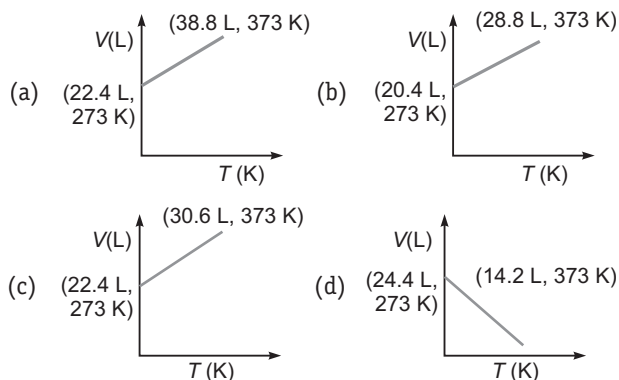 (a)
V(L)
(38.8 L, 373 K)
(22.4 L,
273 K)
T (K)
(b)
V(L)
(28.8 L, 373 K)
(20.4 L,
273 K)
T (K)
(c)
V(L)
(30.6 L, 373 K)
(22.4 L,
273 K)
T (K)
(d)
V(L)
(24.4 L,
273 K)
(14.2 L, 373 K)
T (K)